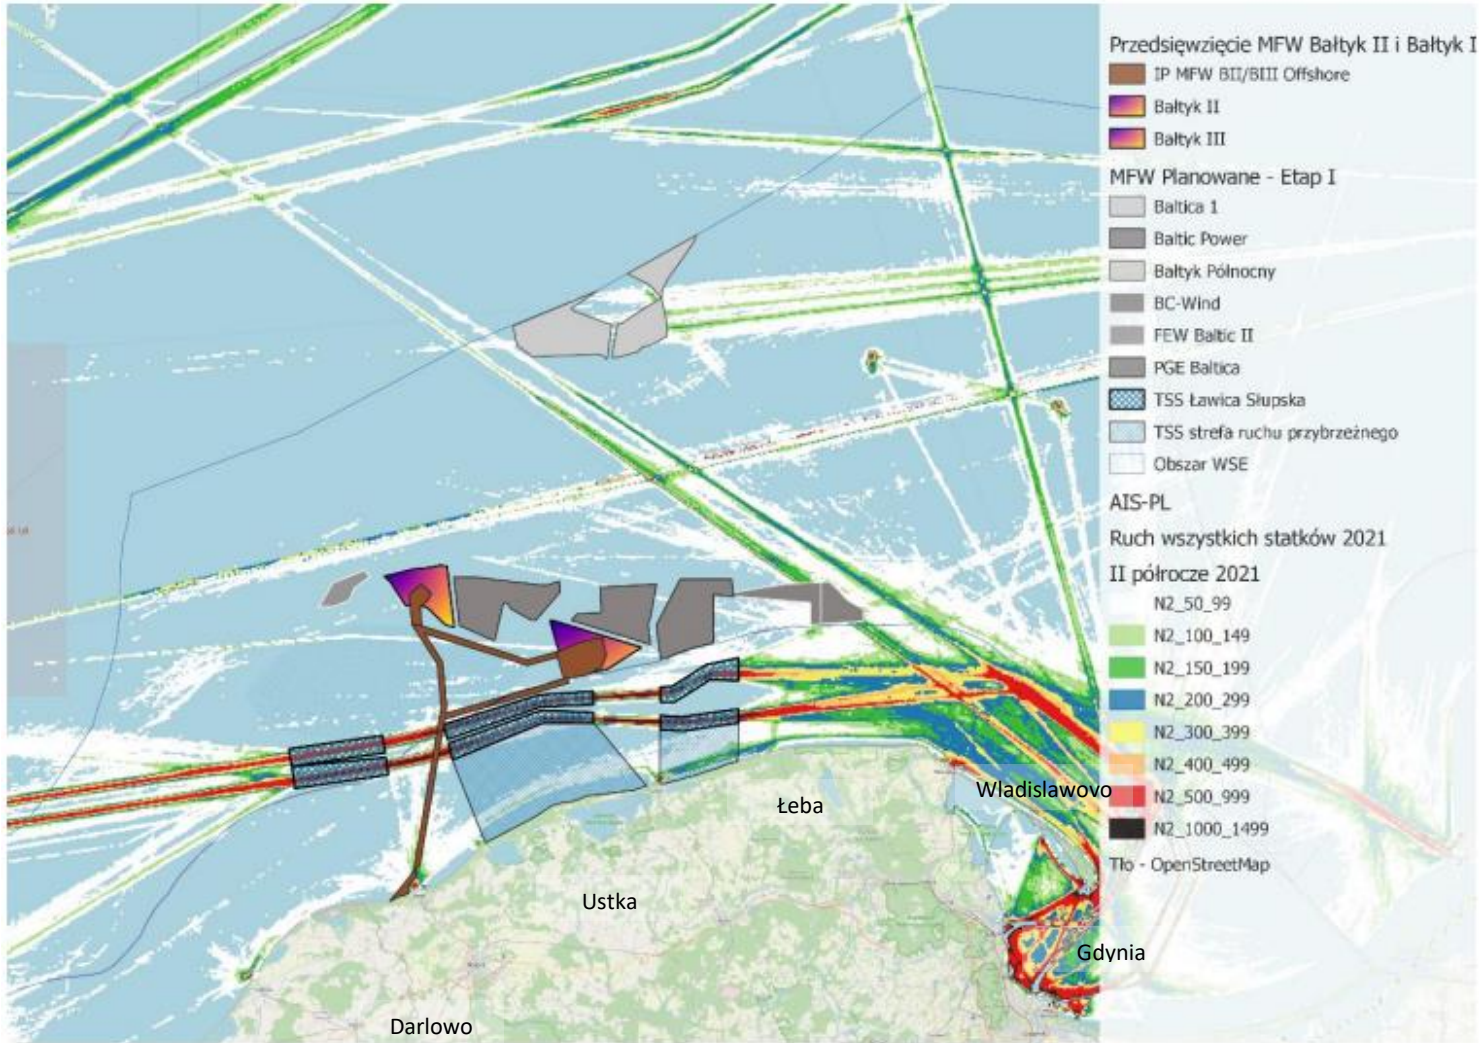 Przedsięwzięcie MFW Bałtyk II i Bałtyk I
IP MFW BII/BIII Offshore
Bałtyk II
Bałtyk III
MFW Planowane - Etap I
Baltica 1
Baltic Power
Bałtyk Północny
BC-Wind
FEW Baltic II
PGE Baltica
TSS Ławica Słupska
TSS strefa ruchu przybrzeżnego
Obszar WSE
AIS-PL
Ruch wszystkich statków 2021
II półrocze 2021
N2_50_99
N2_100_149
N2_150_199
N2_200_299
N2_300_399
N2_400_499
N2_500_999
N2_1000_1499
Tło - OpenStreetMap
Wladislawovo
Łeba
Ustka
Gdynia
Darlowo